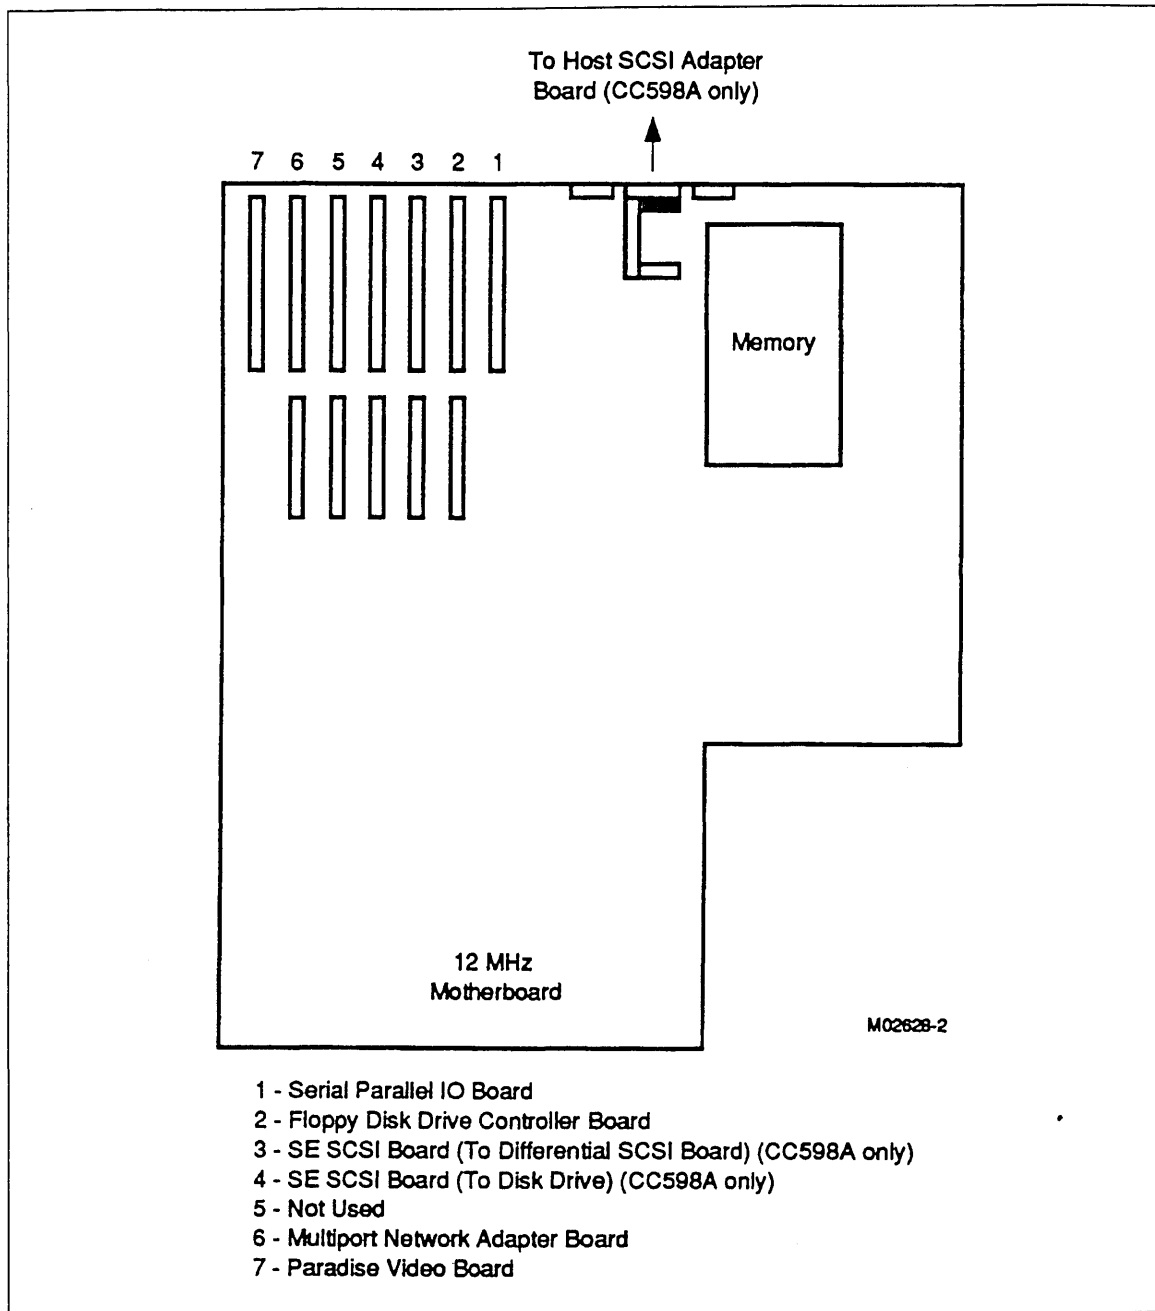 To Host SCSI Adapter
Board (CC598A only)
7 6 5 4 3 2 1
Memory
12 MHz
Motherboard
M02628-2
1 - Serial Parallel IO Board
2 - Floppy Disk Drive Controller Board
3 - SE SCSI Board (To Differential SCSI Board) (CC598A only)
4 - SE SCSI Board (To Disk Drive) (CC598A only)
5 - Not Used
6 - Multiport Network Adapter Board
7 - Paradise Video Board